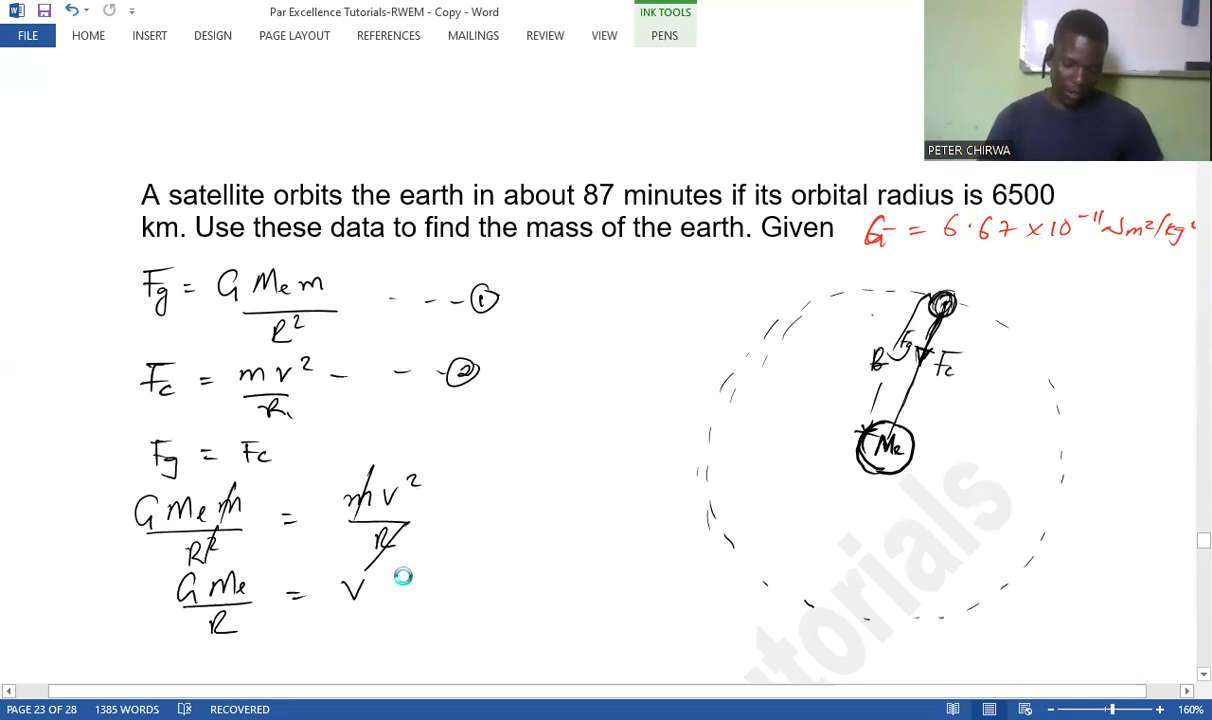 Par Excellence Tutorials-RWEM - Copy - Word
INK TOOLS
FILE HOME INSERT DESIGN PAGE LAYOUT REFERENCES MAILINGS REVIEW VIEW PENS
PETER CHIRWA
A satellite orbits the earth in about 87 minutes if its orbital radius is 6500
km. Use these data to find the mass of the earth. Given G = 6.67 × 10⁻¹¹ Nm²/kg²
Fg = G Me m / R² - - - ①
Fc = m v² / R - - - ②
Fg = Fc
G Me m / R² = m v² / R
G Me / R = v
R Fg Fc
Me
utorials
PAGE 23 OF 28 1385 WORDS RECOVERED 160%